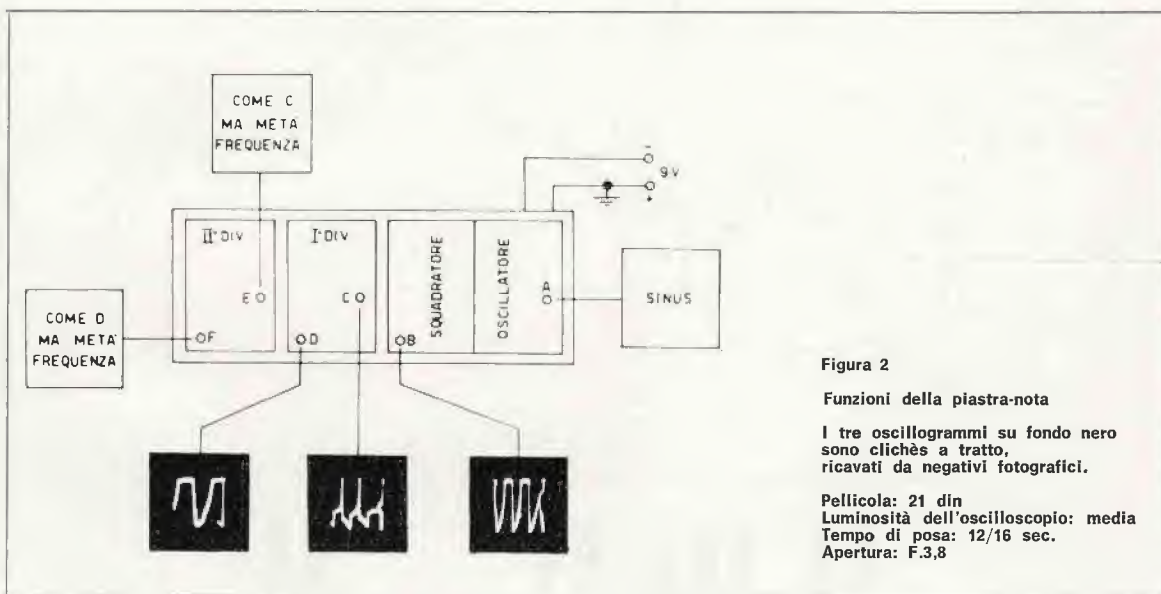 COME C
MA METÀ
FREQUENZA
-
9 V
+
II° DIV
I° DIV
SQUADRATORE
OSCILLATORE
A
E
C
SINUS
COME D
MA METÀ
FREQUENZA
F
D
B
Figura 2
Funzioni della piastra-nota
I tre oscillogrammi su fondo nero
sono clichès a tratto,
ricavati da negativi fotografici.
Pellicola: 21 din
Luminosità dell'oscilloscopio: media
Tempo di posa: 12/16 sec.
Apertura: F.3,8